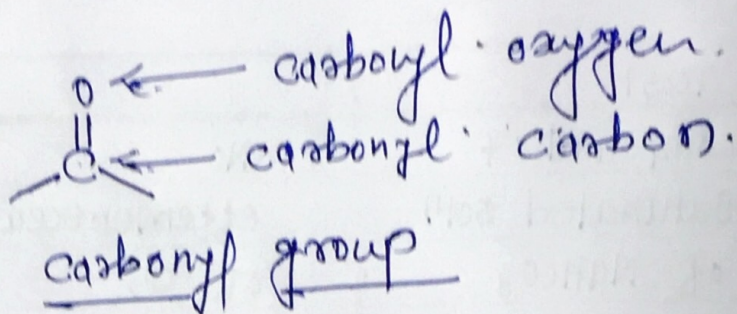 O ← carbonyl oxygen.
C ← carbonyl carbon.
carbonyl group